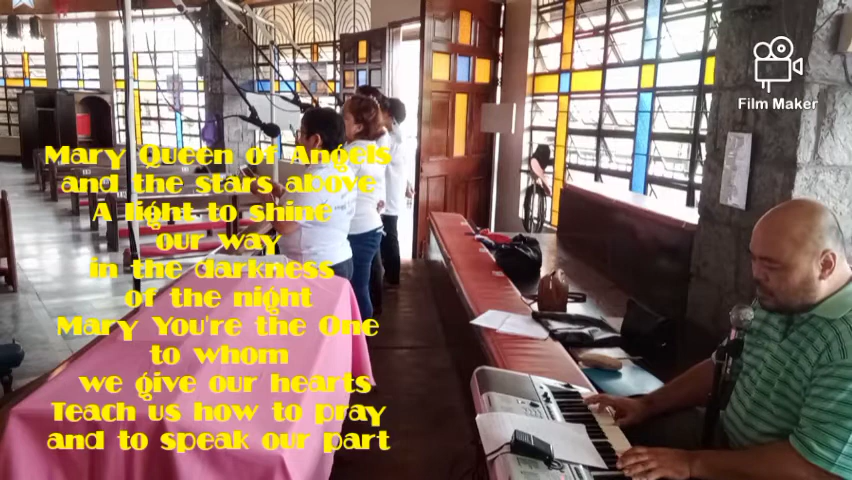 Film Maker
Mary Queen of Angels
and the stars above
A light to shine
our way
in the darkness
of the night
Mary You're the One
to whom
we give our hearts
Teach us how to pray
and to speak our part